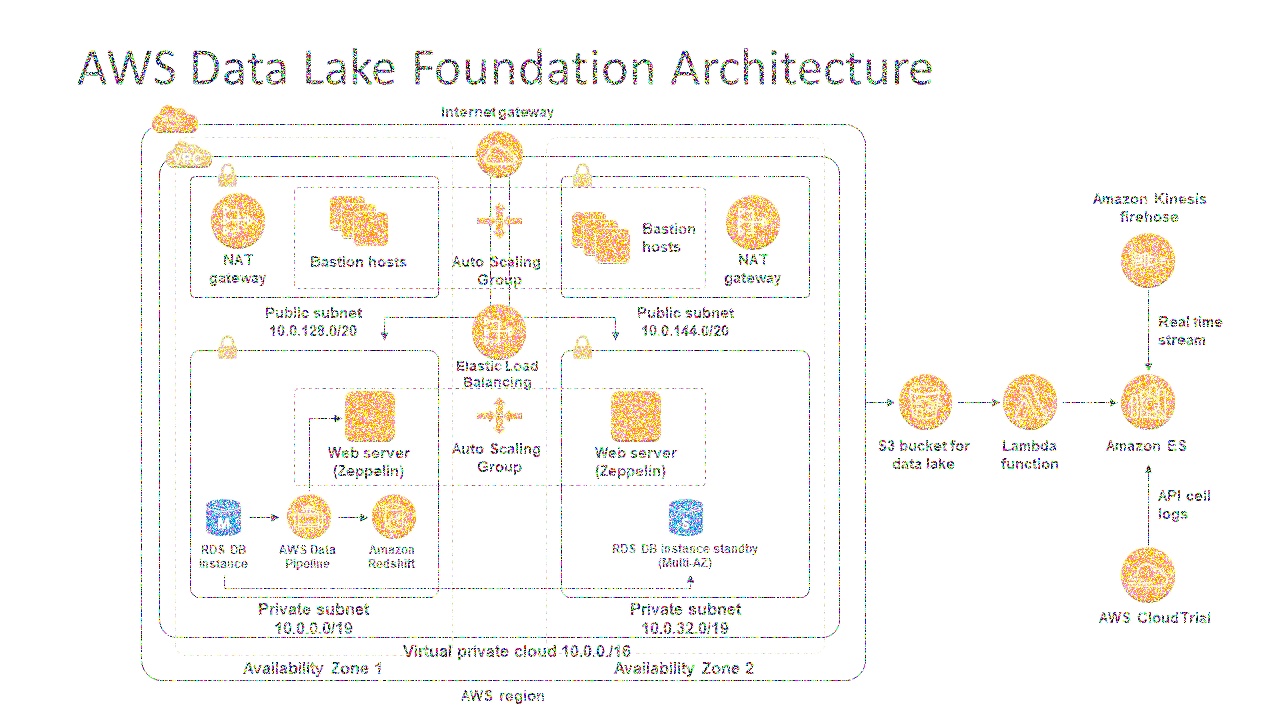 AWS Data Lake Foundation Architecture
Internet gateway
VPC
NAT
gateway
Bastion hosts
Auto Scaling
Group
Bastion
hosts
NAT
gateway
Public subnet
10.0.128.0/20
Public subnet
10.0.144.0/20
Elastic Load
Balancing
Web server
(Zeppelin)
Auto Scaling
Group
Web server
(Zeppelin)
M
S
RDS DB
instance
AWS Data
Pipeline
Amazon
Redshift
RDS DB instance standby
(Multi-AZ)
Private subnet
10.0.0.0/19
Private subnet
10.0.32.0/19
Virtual private cloud 10.0.0./16
Availability Zone 1
Availability Zone 2
AWS region
Amazon Kinesis
firehose
Real time
stream
S3 bucket for
data lake
Lambda
function
Amazon ES
API cell
logs
AWS CloudTrial